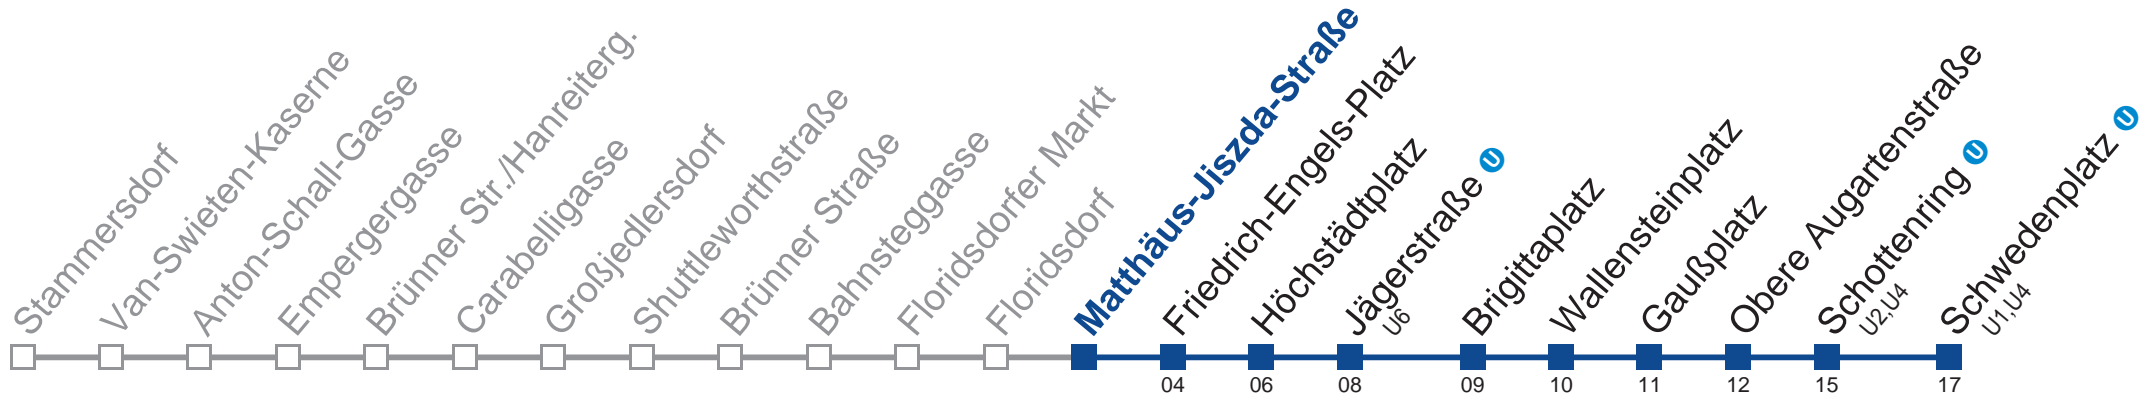 Stammersdorf
Van-Swieten-Kaserne
Anton-Schall-Gasse
Empergergasse
Brünner Str./Hanreiterg.
Carabelligasse
Großjedlersdorf
Shuttleworthstraße
Brünner Straße
Bahnsteggasse
Floridsdorfer Markt
Floridsdorf
Matthäus-Jiszda-Straße
Friedrich-Engels-Platz
04
Höchstädtplatz
06
Jägerstraße U
U6
08
Brigittaplatz
09
Wallensteinplatz
10
Gaußplatz
11
Obere Augartenstraße
12
Schottenring U
U2,U4
15
Schwedenplatz U
U1,U4
17